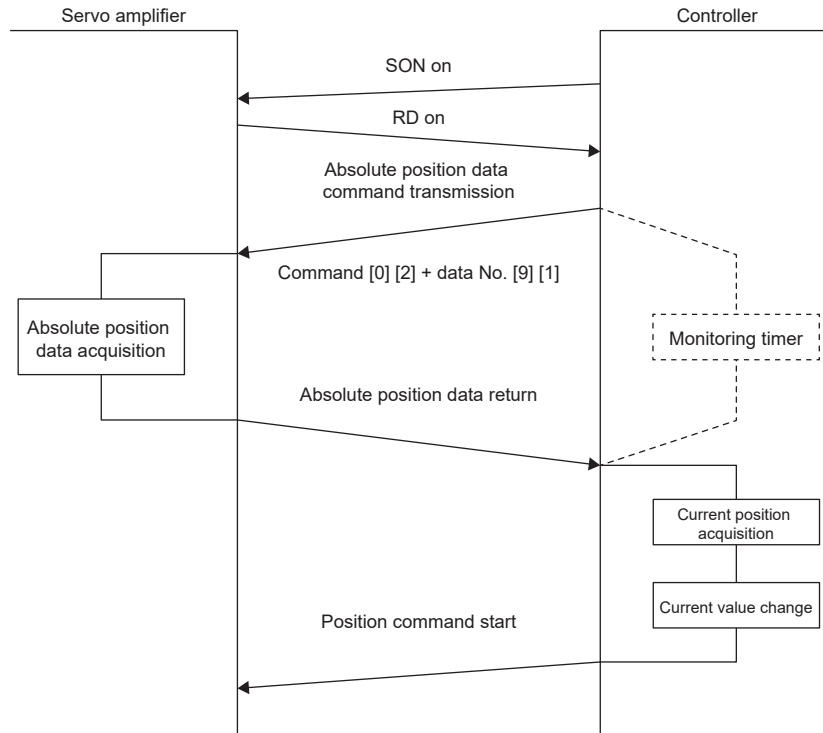 Servo amplifier
Controller
SON on
RD on
Absolute position data
command transmission
Command [0] [2] + data No. [9] [1]
Absolute position
data acquisition
Monitoring timer
Absolute position data return
Current position
acquisition
Current value change
Position command start